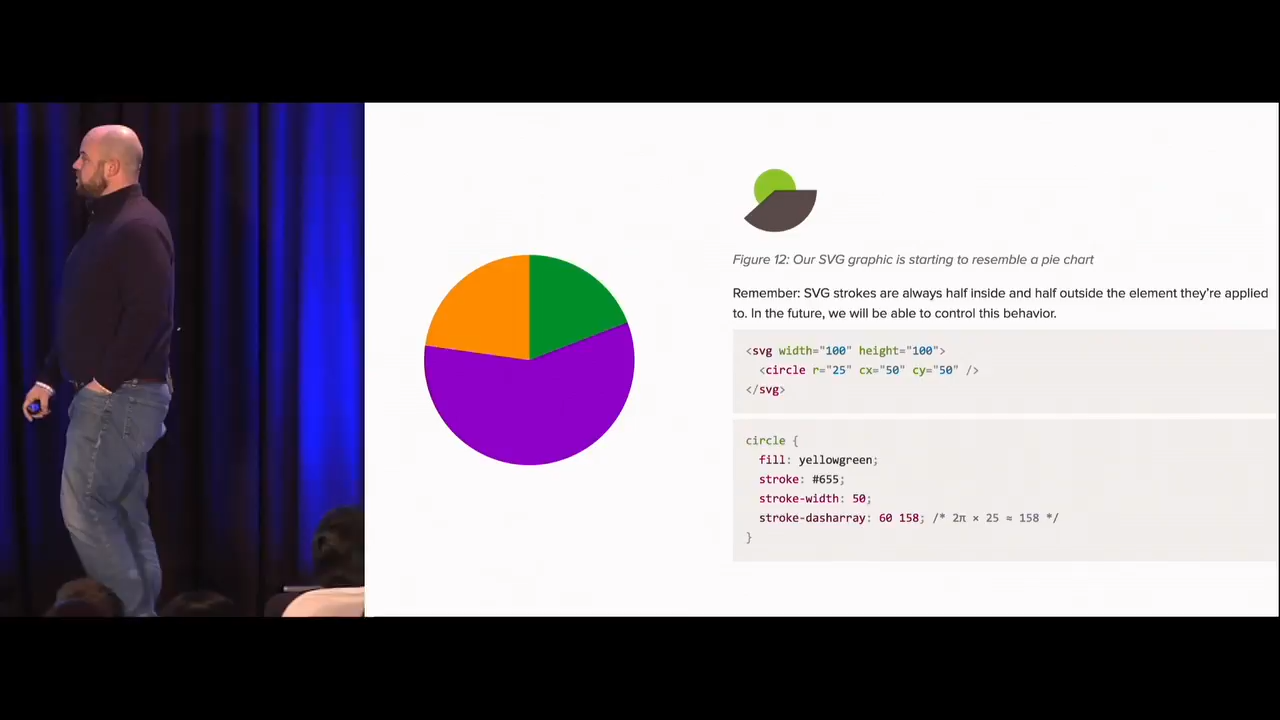 Figure 12: Our SVG graphic is starting to resemble a pie chart
Remember: SVG strokes are always half inside and half outside the element they’re applied
to. In the future, we will be able to control this behavior.
<svg width="100" height="100">
<circle r="25" cx="50" cy="50" />
</svg>
circle {
fill: yellowgreen;
stroke: #655;
stroke-width: 50;
stroke-dasharray: 60 158; /* 2π × 25 ≈ 158 */
}